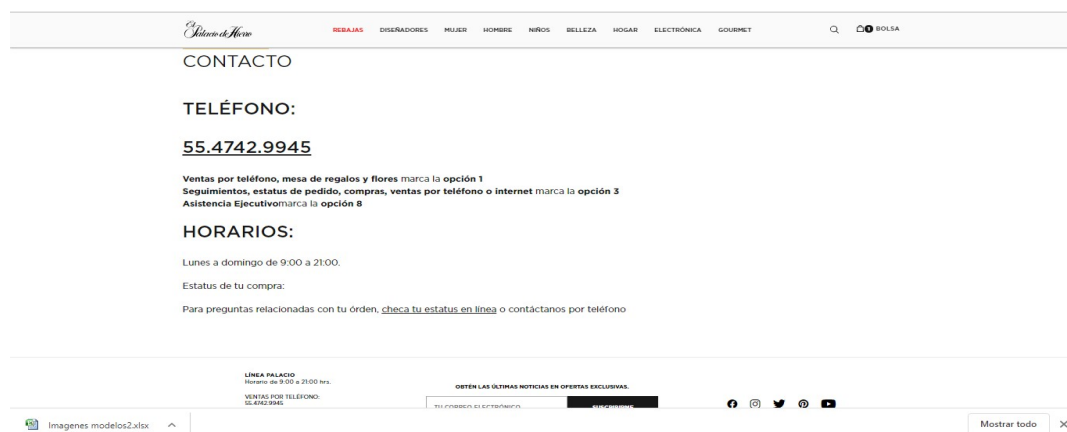 El
Palacio de Hierro
REBAJAS DISEÑADORES MUJER HOMBRE NIÑOS BELLEZA HOGAR ELECTRÓNICA GOURMET
BOLSA
CONTACTO
TELÉFONO:
55.4742.9945
Ventas por teléfono, mesa de regalos y flores marca la opción 1
Seguimientos, estatus de pedido, compras, ventas por teléfono o internet marca la opción 3
Asistencia Ejecutivomarca la opción 8
HORARIOS:
Lunes a domingo de 9:00 a 21:00.
Estatus de tu compra:
Para preguntas relacionadas con tu órden, checa tu estatus en línea o contáctanos por teléfono
LÍNEA PALACIO
Horario de 9:00 a 21:00 hrs.
VENTAS POR TELÉFONO:
55.4742.9945
OBTÉN LAS ÚLTIMAS NOTICIAS EN OFERTAS EXCLUSIVAS.
TU CORREO ELECTRÓNICO
SUSCRIBIRME
Imagenes modelos2.xlsx
Mostrar todo